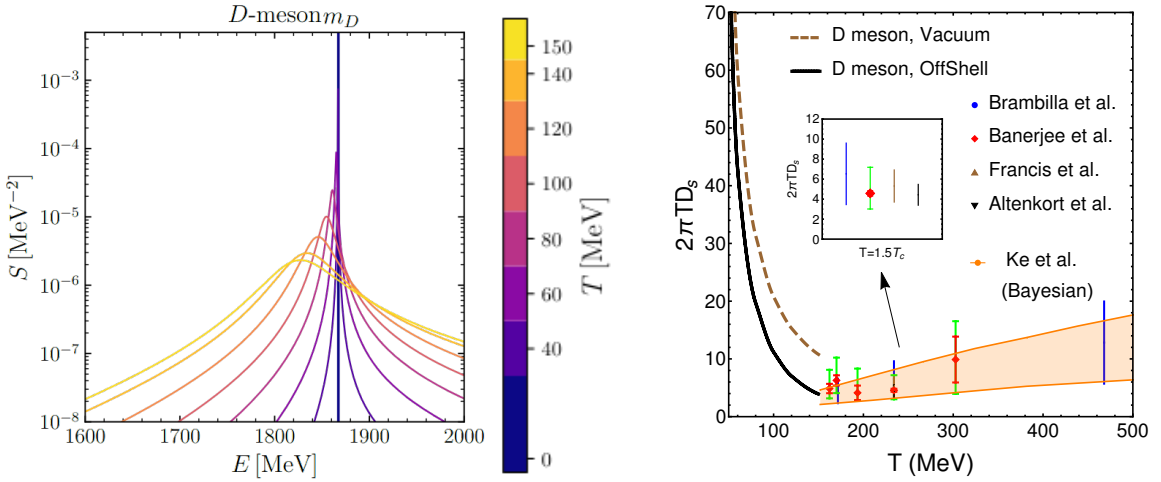 D-meson m_D
S [MeV⁻²]
10⁻³
10⁻⁴
10⁻⁵
10⁻⁶
10⁻⁷
10⁻⁸
1600 1700 1800 1900 2000
E [MeV]
150
140
130
120
100
90
80
70
60
40
0
T [MeV]
70
60
50
40
30
20
10
0
2πTD_s
D meson, Vacuum
D meson, OffShell
Brambilla et al.
Banerjee et al.
Francis et al.
Altenkort et al.
Ke et al.
(Bayesian)
12
10
8
6
4
2
0
2πTD_s
T=1.5T_c
100 200 300 400 500
T (MeV)